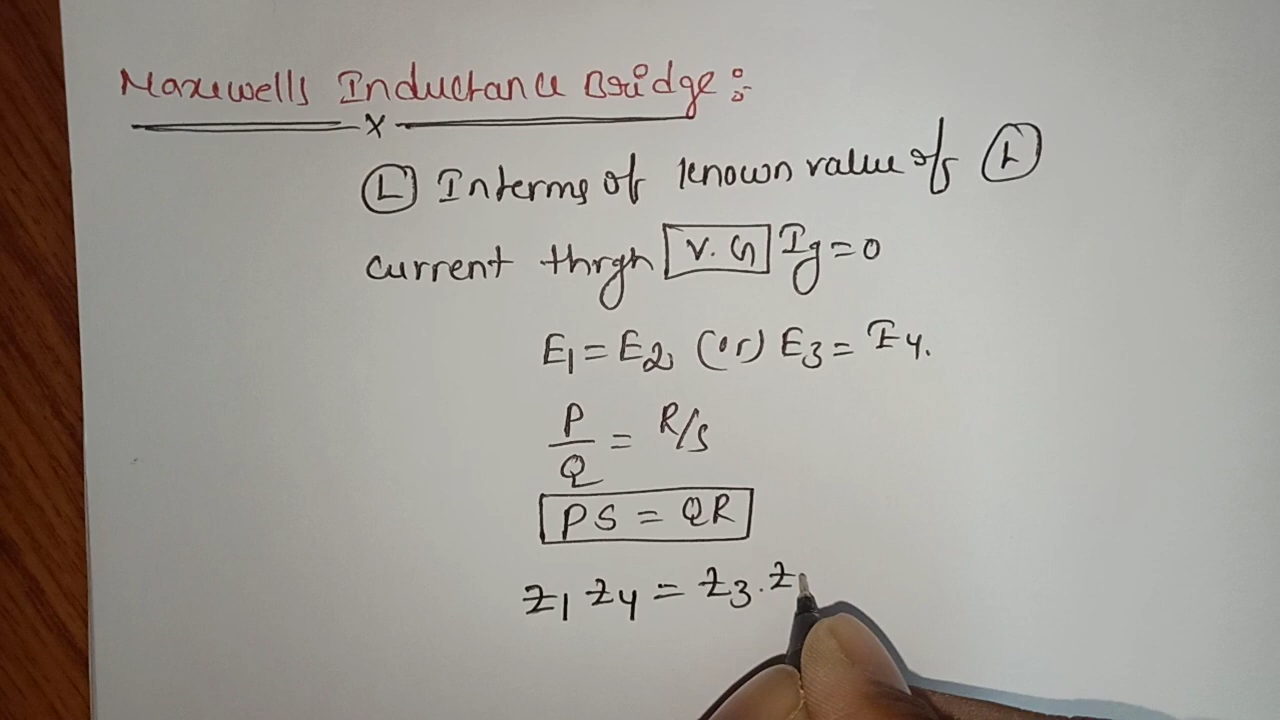 Maxwells Inductance Bridge:
x
L Interms of known value of L
current thrgh V.G Ig=0
E1=E2 (or) E3=E4.
P/Q = R/S
PS = QR
Z1 Z4 = Z3.Z